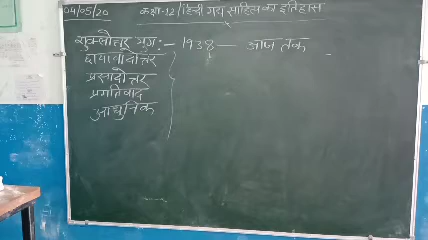 04/05/20 कक्षा-12/हिंदी गद्य साहित्य का इतिहास
शुक्लोत्तर युग:- 1938 - आज तक
छायावादोत्तर
प्रसादोत्तर
प्रगतिवाद
आधुनिक